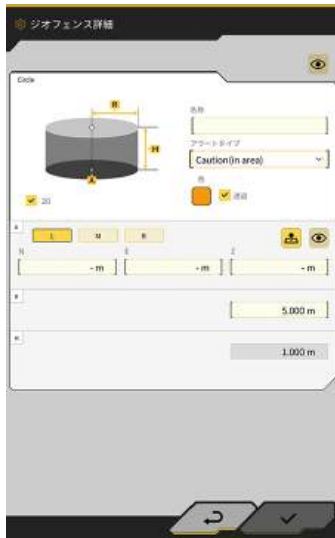 ジオフェンス詳細
Circle
R
H
A
名称
アラートタイプ
Caution(in area)
色
2D
透過
A
L M R
N E Z
- m - m - m
R
5.000 m
H
1.000 m